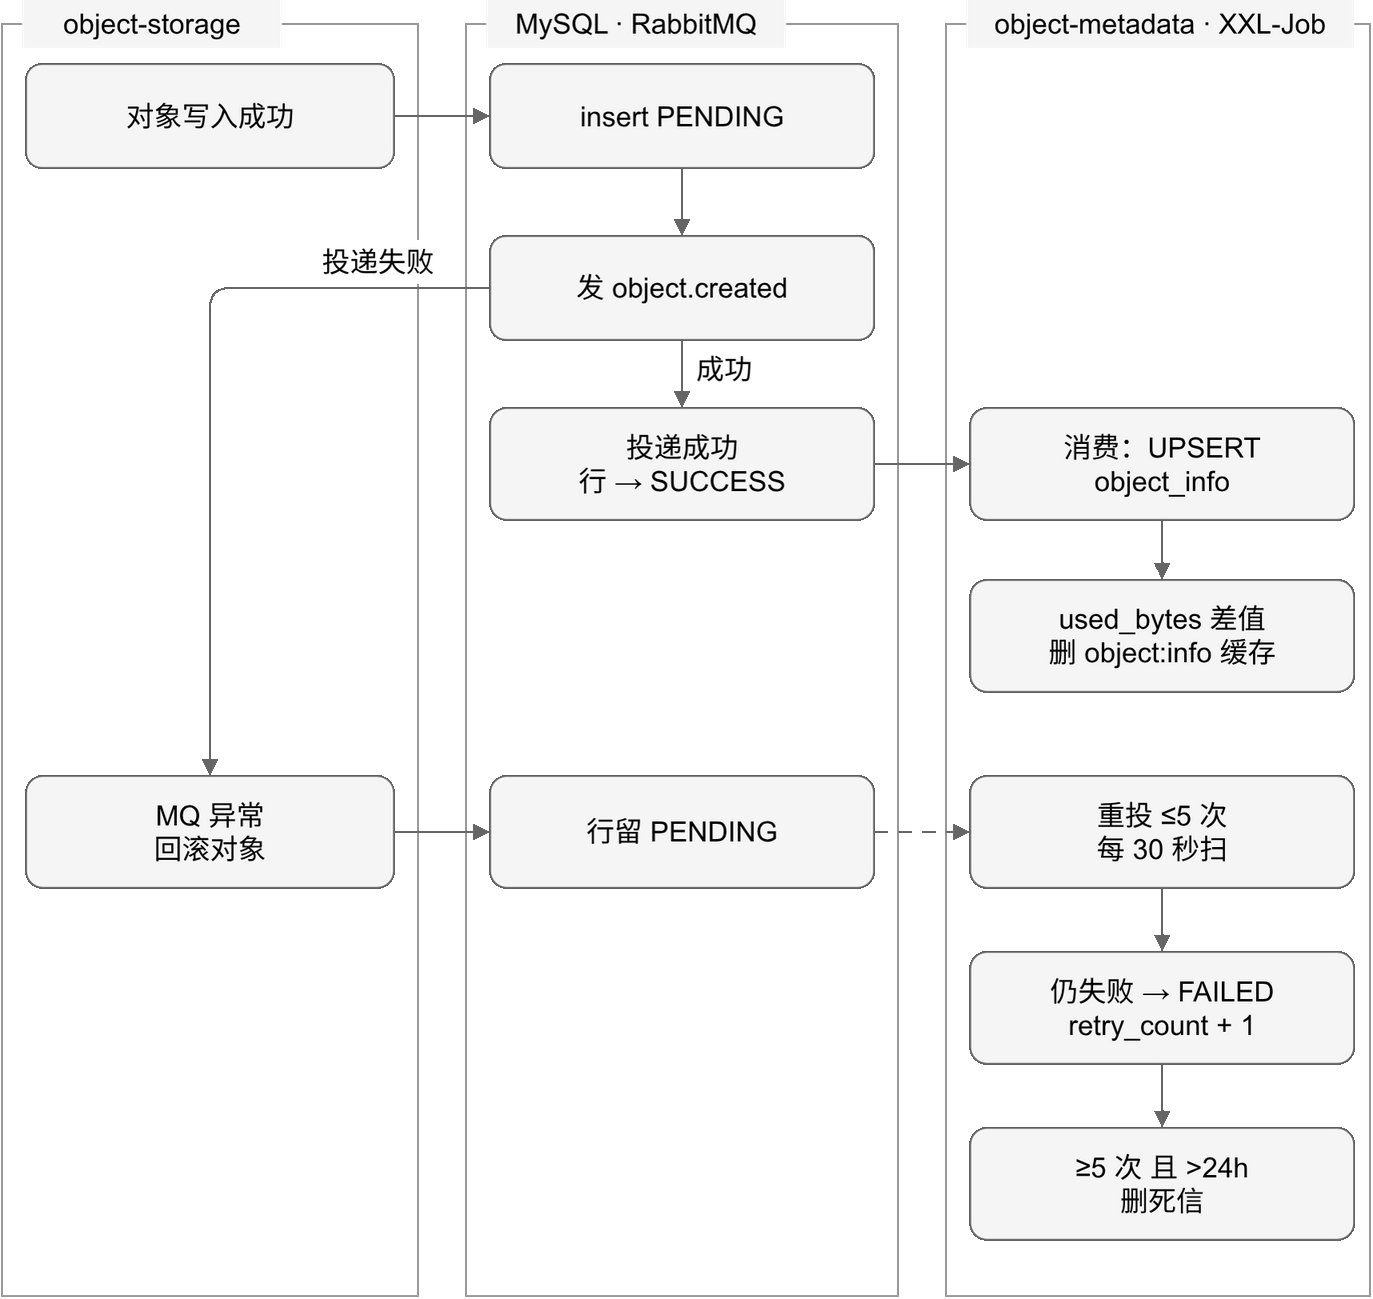 object-storage
MySQL · RabbitMQ
object-metadata · XXL-Job
对象写入成功
insert PENDING
投递失败
发 object.created
成功
投递成功
行 → SUCCESS
消费：UPSERT
object_info
used_bytes 差值
删 object:info 缓存
MQ 异常
回滚对象
行留 PENDING
重投 ≤5 次
每 30 秒扫
仍失败 → FAILED
retry_count + 1
≥5 次 且 >24h
删死信